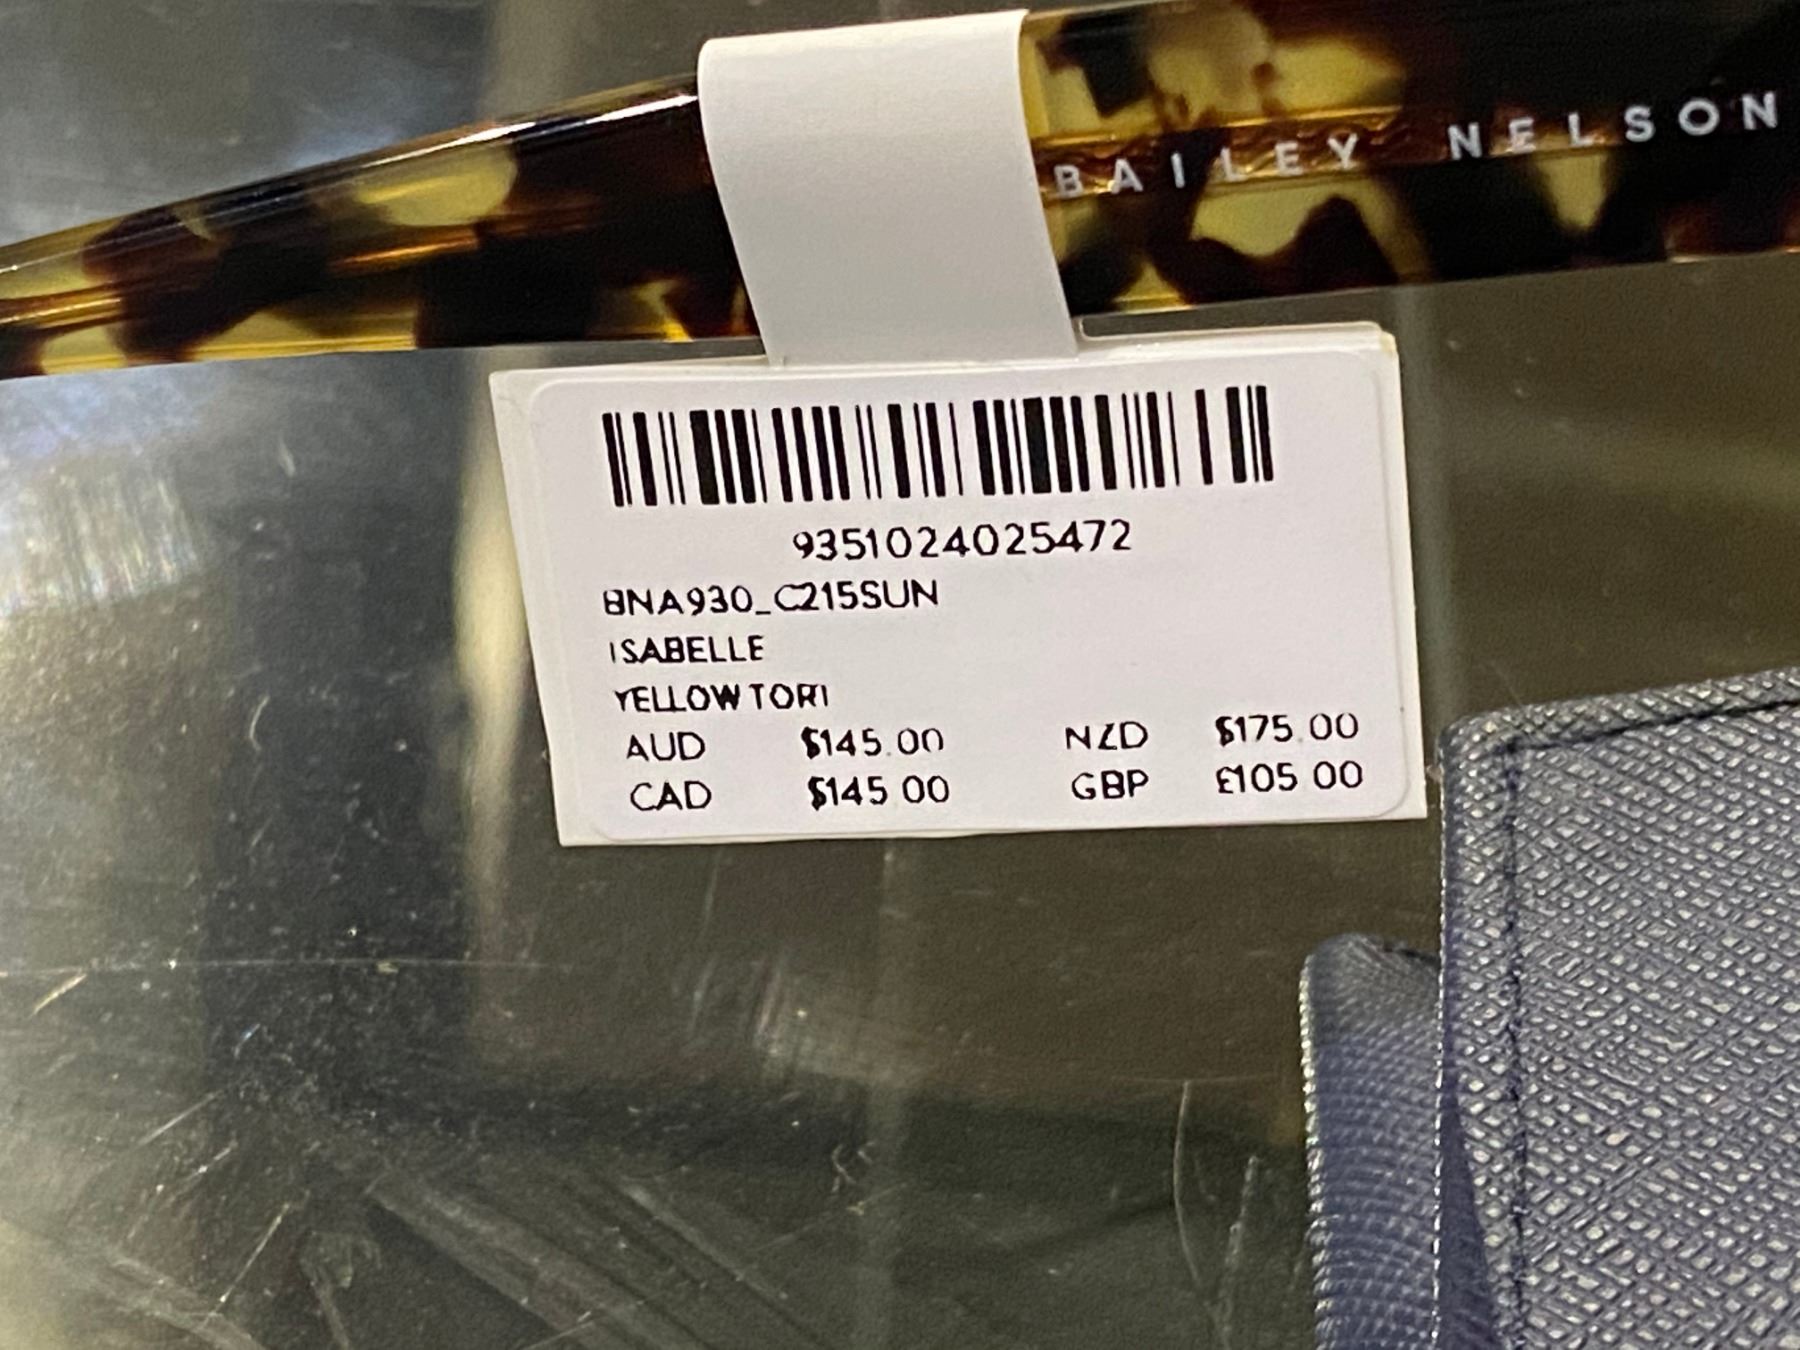 BAILEY NELSON
9351024025472
BNA930_C215SUN
ISABELLE
YELLOW TORT
AUD $145.00 NZD $175.00
CAD $145.00 GBP £105.00